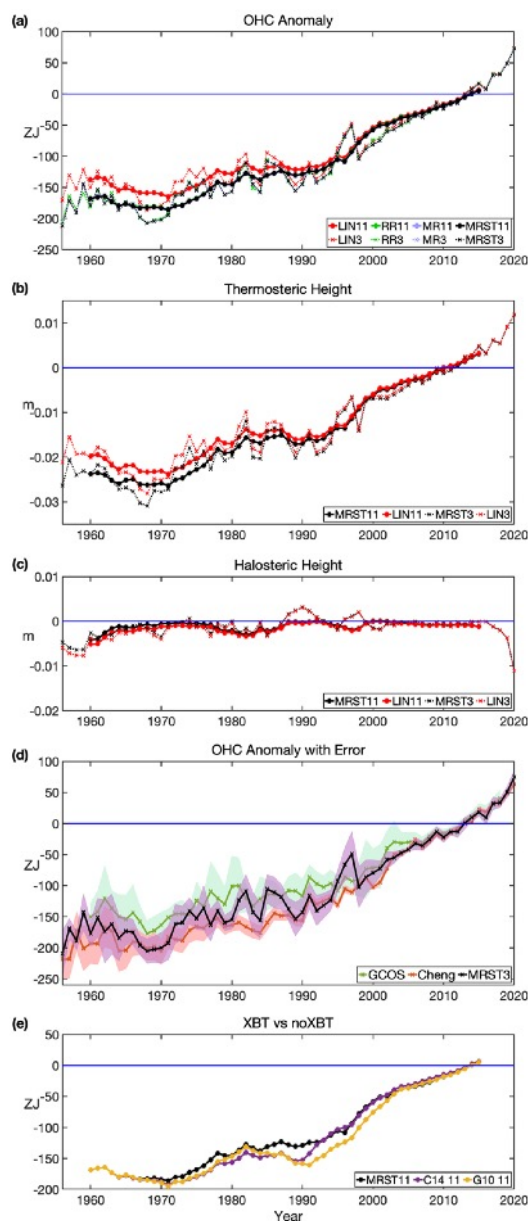 (a)
OHC Anomaly
100
50
0
ZJ
-50
-100
-150
-200
-250
LIN11 RR11 MR11 MRST11
LIN3 RR3 MR3 MRST3
1960 1970 1980 1990 2000 2010 2020
(b)
Thermosteric Height
0.01
0
m
-0.01
-0.02
-0.03
MRST11 LIN11 MRST3 LIN3
1960 1970 1980 1990 2000 2010 2020
(c)
Halosteric Height
0.01
0
m
-0.01
-0.02
MRST11 LIN11 MRST3 LIN3
1960 1970 1980 1990 2000 2010 2020
(d)
OHC Anomaly with Error
100
50
0
ZJ
-50
-100
-150
-200
-250
GCOS Cheng MRST3
1960 1970 1980 1990 2000 2010 2020
(e)
XBT vs noXBT
50
0
ZJ
-50
-100
-150
-200
MRST11 C14 11 G10 11
1960 1970 1980 1990 2000 2010 2020
Year